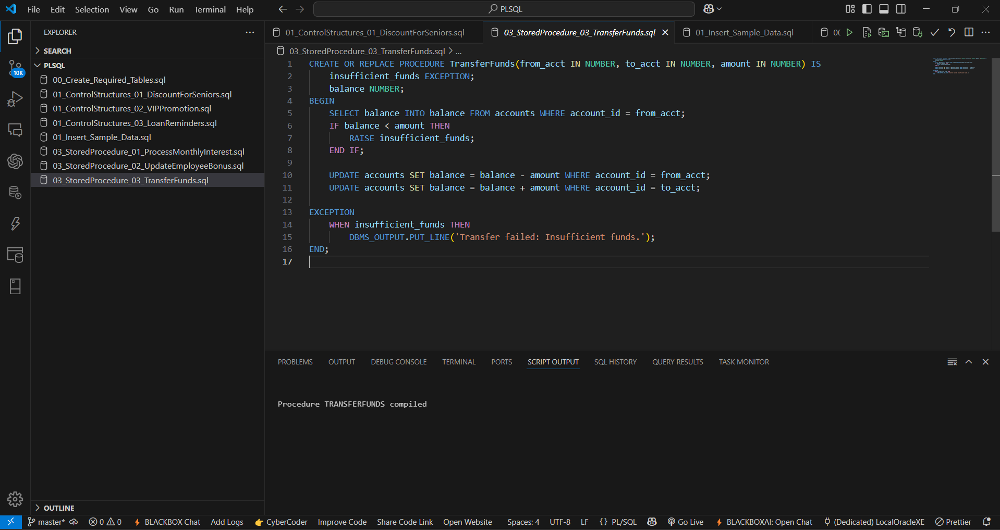 File Edit Selection View Go Run Terminal Help
PLSQL
EXPLORER
SEARCH
10K
PLSQL
00_Create_Required_Tables.sql
01_ControlStructures_01_DiscountForSeniors.sql
01_ControlStructures_02_VIPPromotion.sql
01_ControlStructures_03_LoanReminders.sql
01_Insert_Sample_Data.sql
03_StoredProcedure_01_ProcessMonthlyInterest.sql
03_StoredProcedure_02_UpdateEmployeeBonus.sql
03_StoredProcedure_03_TransferFunds.sql
OUTLINE
01_ControlStructures_01_DiscountForSeniors.sql 03_StoredProcedure_03_TransferFunds.sql 01_Insert_Sample_Data.sql
03_StoredProcedure_03_TransferFunds.sql > ...
1 CREATE OR REPLACE PROCEDURE TransferFunds(from_acct IN NUMBER, to_acct IN NUMBER, amount IN NUMBER) IS
2 insufficient_funds EXCEPTION;
3 balance NUMBER;
4 BEGIN
5 SELECT balance INTO balance FROM accounts WHERE account_id = from_acct;
6 IF balance < amount THEN
7 RAISE insufficient_funds;
8 END IF;
9
10 UPDATE accounts SET balance = balance - amount WHERE account_id = from_acct;
11 UPDATE accounts SET balance = balance + amount WHERE account_id = to_acct;
12
13 EXCEPTION
14 WHEN insufficient_funds THEN
15 DBMS_OUTPUT.PUT_LINE('Transfer failed: Insufficient funds.');
16 END;
17
PROBLEMS OUTPUT DEBUG CONSOLE TERMINAL PORTS SCRIPT OUTPUT SQL HISTORY QUERY RESULTS TASK MONITOR
Procedure TRANSFERFUNDS compiled
master* 0 0 BLACKBOX Chat Add Logs CyberCoder Improve Code Share Code Link Open Website Spaces: 4 UTF-8 LF {} PL/SQL Go Live BLACKBOXAI: Open Chat (Dedicated) LocalOracleXE Prettier